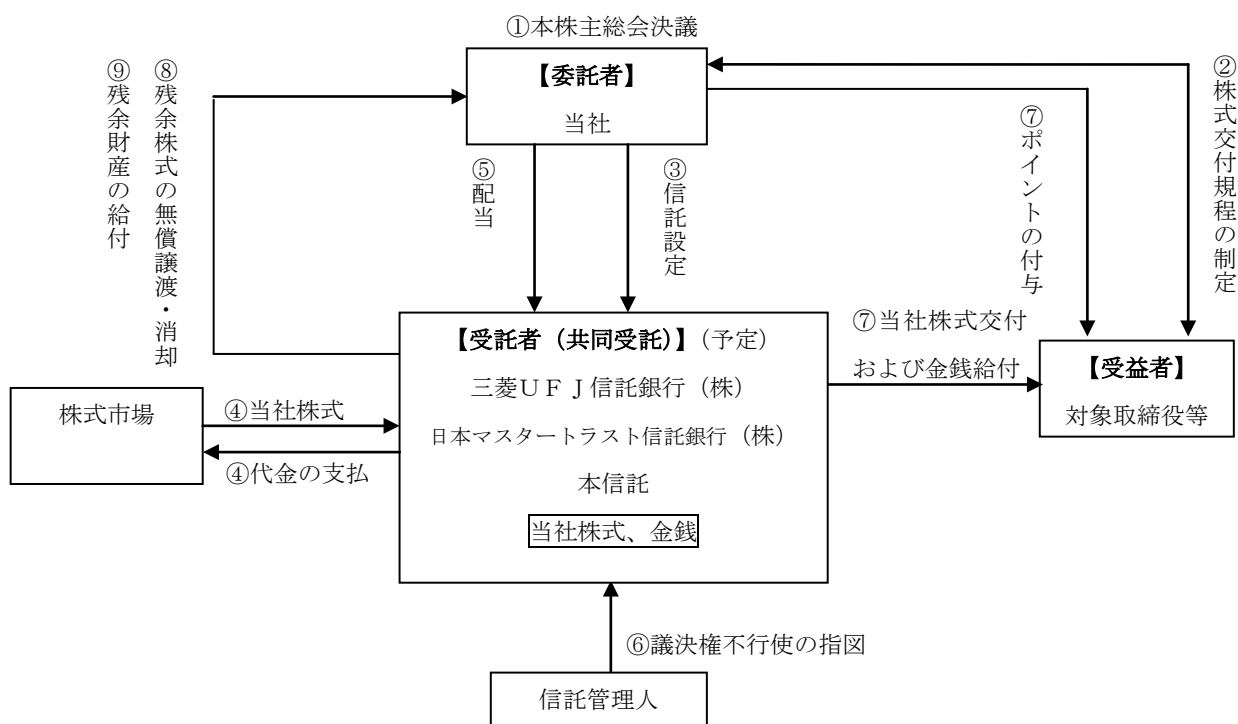 ①本株主総会決議
【委託者】
当社
⑨残余財産の給付
⑧残余株式の無償譲渡・消却
⑤配当
③信託設定
⑦ポイントの付与
②株式交付規程の制定
【受託者（共同受託）】（予定）
三菱ＵＦＪ信託銀行（株）
日本マスタートラスト信託銀行（株）
本信託
当社株式、金銭
⑦当社株式交付
および金銭給付
【受益者】
対象取締役等
株式市場
④当社株式
④代金の支払
⑥議決権不行使の指図
信託管理人